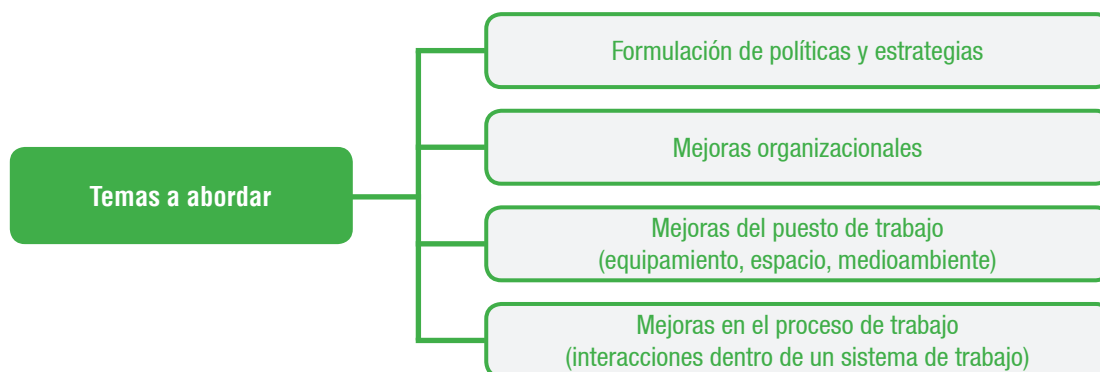 Temas a abordar
Formulación de políticas y estrategias
Mejoras organizacionales
Mejoras del puesto de trabajo
(equipamiento, espacio, medioambiente)
Mejoras en el proceso de trabajo
(interacciones dentro de un sistema de trabajo)